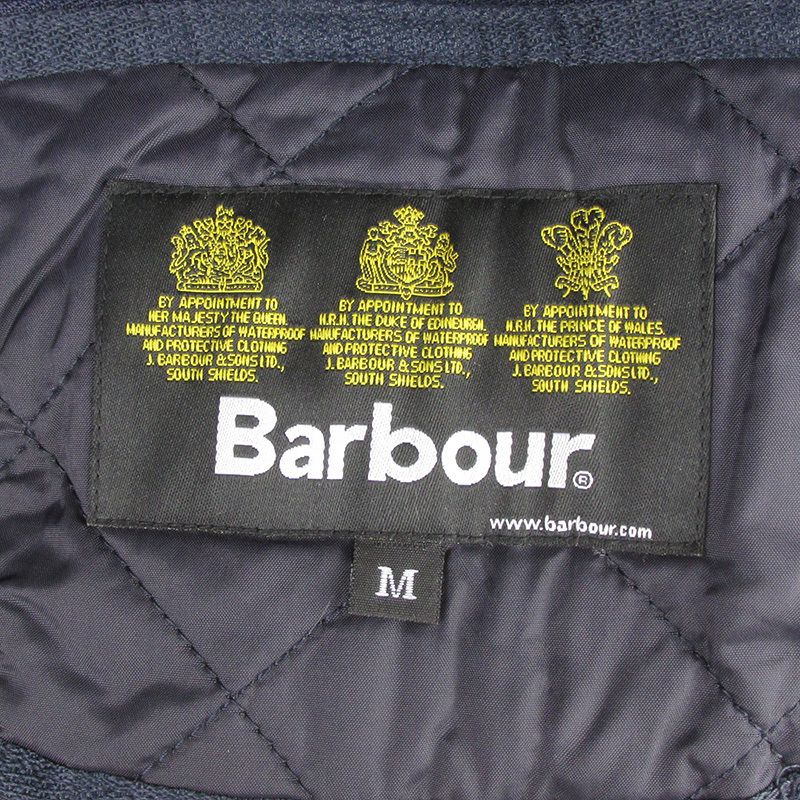 BY APPOINTMENT TO
HER MAJESTY THE QUEEN.
MANUFACTURERS OF WATERPROOF
AND PROTECTIVE CLOTHING
J. BARBOUR & SONS LTD.,
SOUTH SHIELDS.
BY APPOINTMENT TO
H.R.H. THE DUKE OF EDINBURGH.
MANUFACTURERS OF WATERPROOF
AND PROTECTIVE CLOTHING
J. BARBOUR & SONS LTD.,
SOUTH SHIELDS.
BY APPOINTMENT TO
H.R.H. THE PRINCE OF WALES.
MANUFACTURERS OF WATERPROOF
AND PROTECTIVE CLOTHING
J. BARBOUR & SONS LTD.,
SOUTH SHIELDS.
Barbour®
www.barbour.com
M